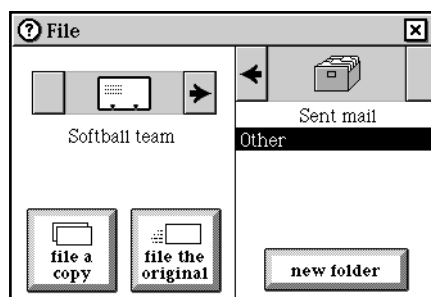 File
Softball team
Sent mail
Other
file a
copy
file the
original
new folder